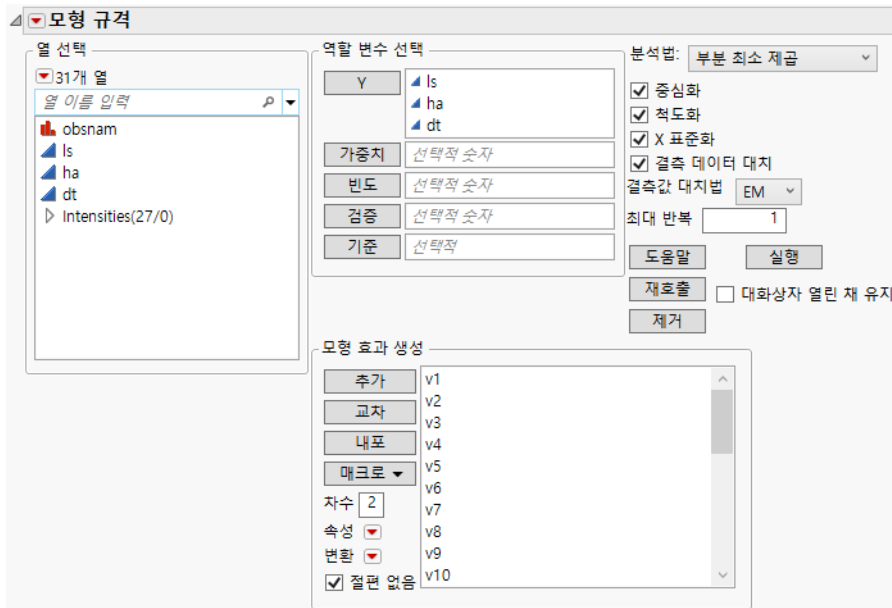 모형 규격
열 선택
31개 열
열 이름 입력
obsnam
ls
ha
dt
Intensities(27/0)
역할 변수 선택
Y
ls
ha
dt
가중치 선택적 숫자
빈도 선택적 숫자
검증 선택적 숫자
기준 선택적
분석법: 부분 최소 제곱
중심화
척도화
X 표준화
결측 데이터 대치
결측값 대치법 EM
최대 반복 1
도움말 실행
재호출 대화상자 열린 채 유지
제거
모형 효과 생성
추가
교차
내포
매크로
차수 2
속성
변환
절편 없음
v1
v2
v3
v4
v5
v6
v7
v8
v9
v10